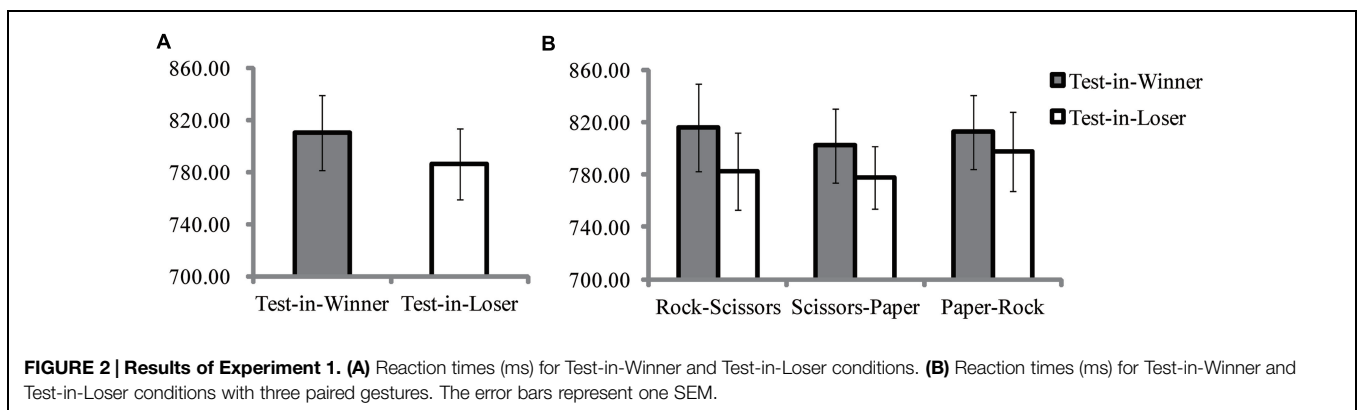 A
860.00
820.00
780.00
740.00
700.00
Test-in-Winner Test-in-Loser
B
860.00
820.00
780.00
740.00
700.00
Rock-Scissors Scissors-Paper Paper-Rock
Test-in-Winner
Test-in-Loser
FIGURE 2 | Results of Experiment 1. (A) Reaction times (ms) for Test-in-Winner and Test-in-Loser conditions. (B) Reaction times (ms) for Test-in-Winner and
Test-in-Loser conditions with three paired gestures. The error bars represent one SEM.